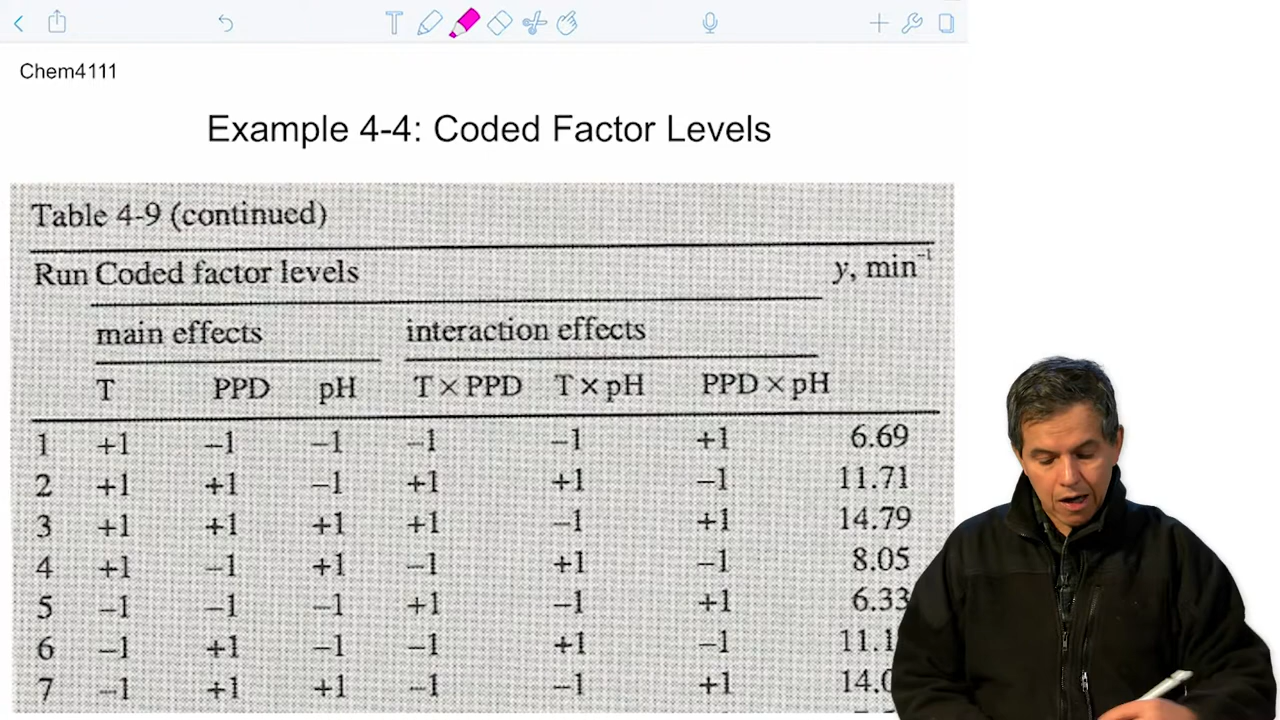 Chem4111
Example 4-4: Coded Factor Levels
Table 4-9 (continued)
Run Coded factor levels y, min⁻¹
main effects interaction effects
T PPD pH T × PPD T × pH PPD × pH
1 +1 –1 –1 –1 –1 +1 6.69
2 +1 +1 –1 +1 +1 –1 11.71
3 +1 +1 +1 +1 –1 +1 14.79
4 +1 –1 +1 –1 +1 –1 8.05
5 –1 –1 –1 +1 –1 +1 6.33
6 –1 +1 –1 –1 +1 –1 11.1
7 –1 +1 +1 –1 –1 +1 14.0